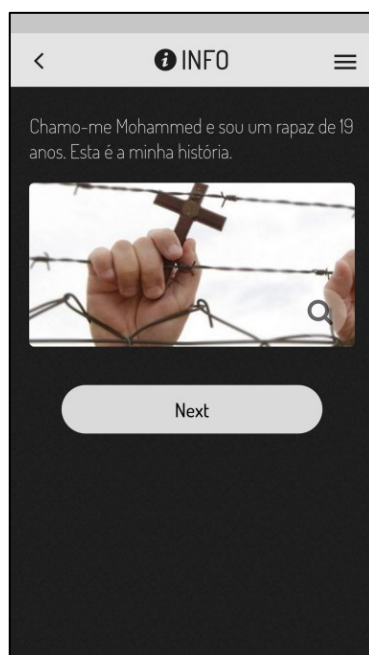 INFO
Chamo-me Mohammed e sou um rapaz de 19
anos. Esta é a minha história.
Next